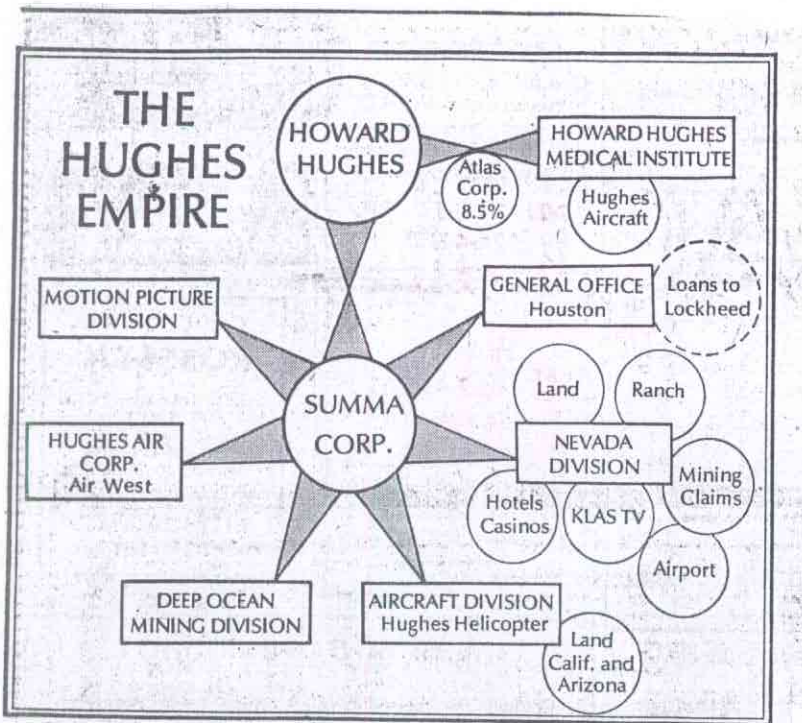 THE
HUGHES
EMPIRE
HOWARD
HUGHES
Atlas
Corp.
8.5%
HOWARD HUGHES
MEDICAL INSTITUTE
Hughes
Aircraft
MOTION PICTURE
DIVISION
GENERAL OFFICE
Houston
Loans to
Lockheed
SUMMA
CORP.
Land
Ranch
HUGHES AIR
CORP.
Air West
NEVADA
DIVISION
Mining
Claims
Hotels
Casinos
KLAS TV
Airport
DEEP OCEAN
MINING DIVISION
AIRCRAFT DIVISION
Hughes Helicopter
Land
Calif. and
Arizona